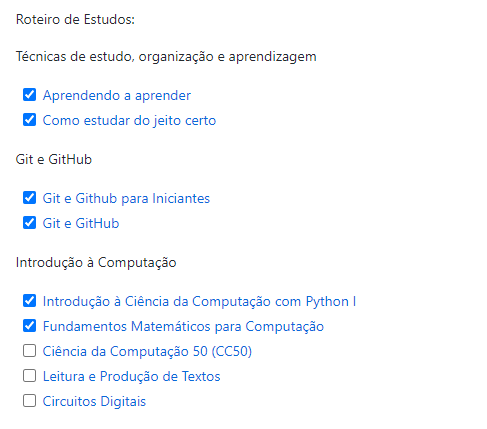 Roteiro de Estudos:
Técnicas de estudo, organização e aprendizagem
Aprendendo a aprender
Como estudar do jeito certo
Git e GitHub
Git e Github para Iniciantes
Git e GitHub
Introdução à Computação
Introdução à Ciência da Computação com Python I
Fundamentos Matemáticos para Computação
Ciência da Computação 50 (CC50)
Leitura e Produção de Textos
Circuitos Digitais